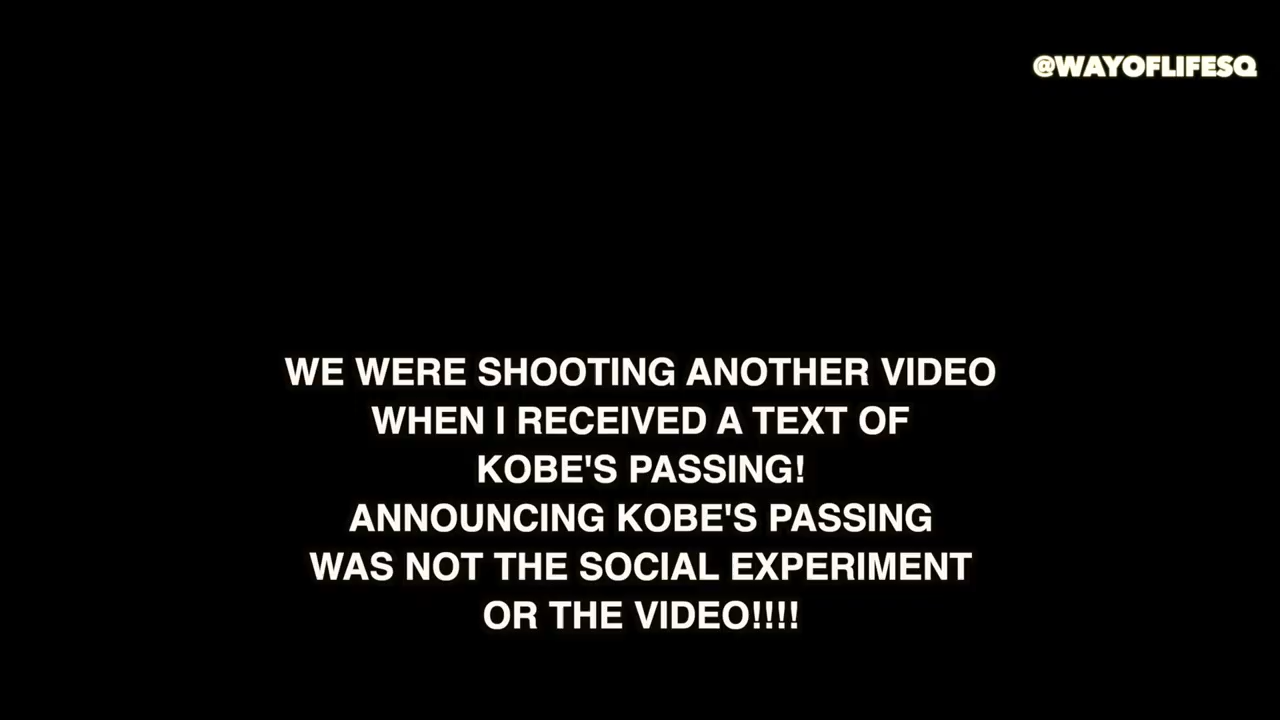 @WAYOFLIFESQ
WE WERE SHOOTING ANOTHER VIDEO
WHEN I RECEIVED A TEXT OF
KOBE'S PASSING!
ANNOUNCING KOBE'S PASSING
WAS NOT THE SOCIAL EXPERIMENT
OR THE VIDEO!!!!